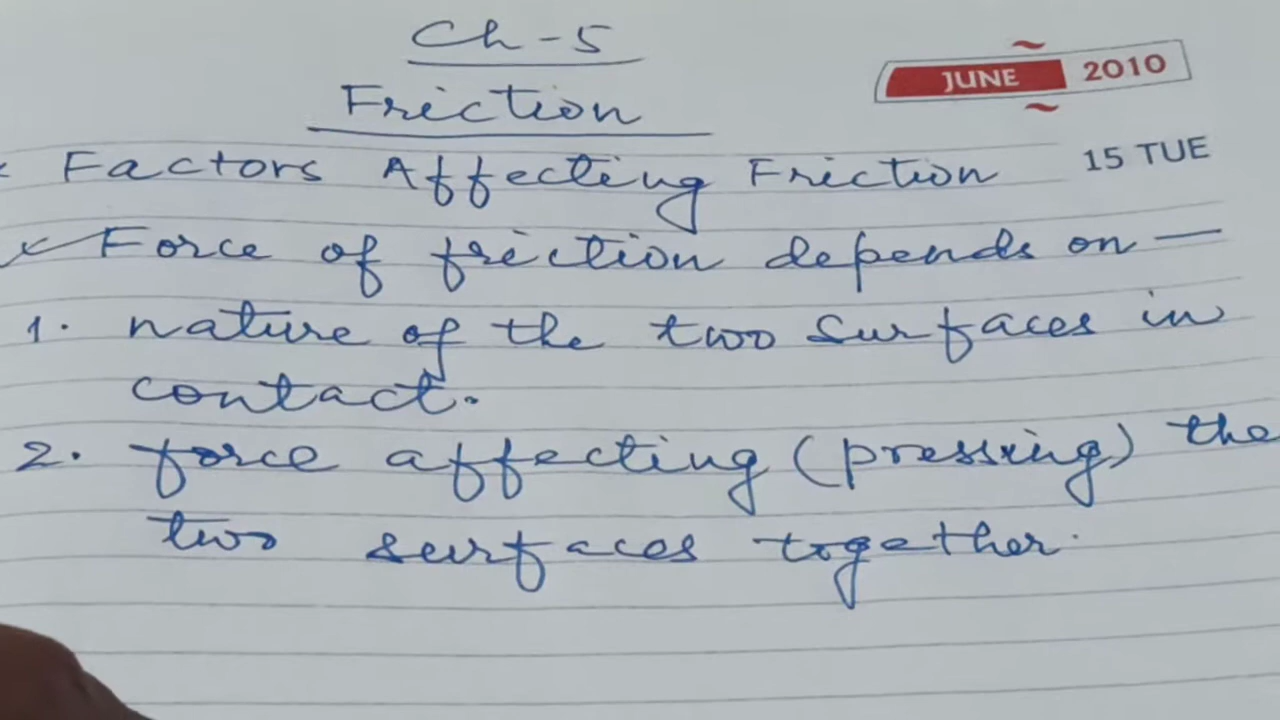 Ch-5
JUNE 2010
Friction
15 TUE
Factors Affecting Friction
Force of friction depends on —
1. nature of the two surfaces in
contact.
2. force affecting (pressing) the
two surfaces together.